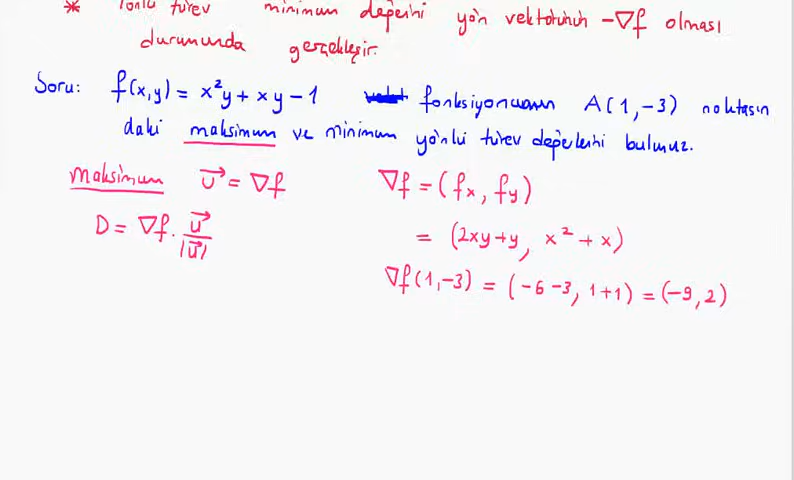 * Yönlü türev minimum değerini yön vektörünün -∇f olması
durumunda gerçekleşir.
Soru: f(x,y) = x²y + xy - 1 fonksiyonunun A(1,-3) noktasın
daki maksimum ve minimum yönlü türev değerlerini bulunuz.
maksimum u⃗ = ∇f ∇f = (fx, fy)
D = ∇f · u⃗/|u⃗| = (2xy+y, x²+x)
∇f(1,-3) = (-6-3, 1+1) = (-9,2)